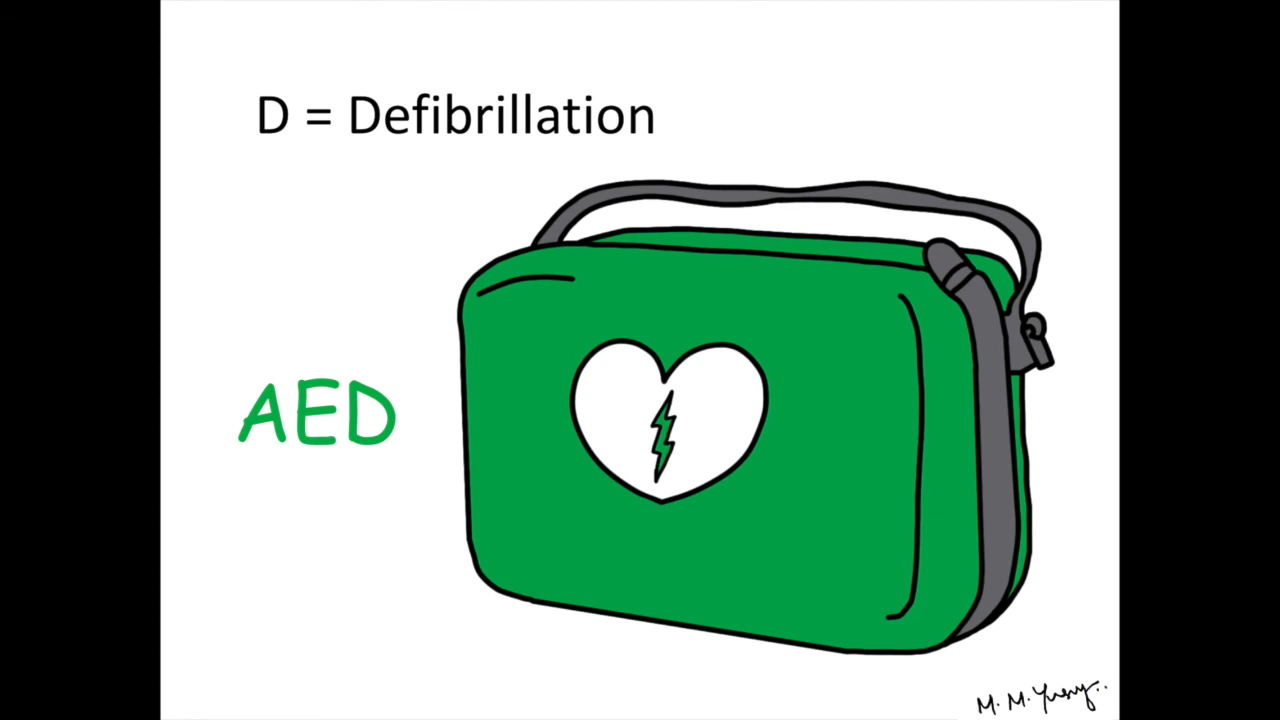 D = Defibrillation
AED
M. M.